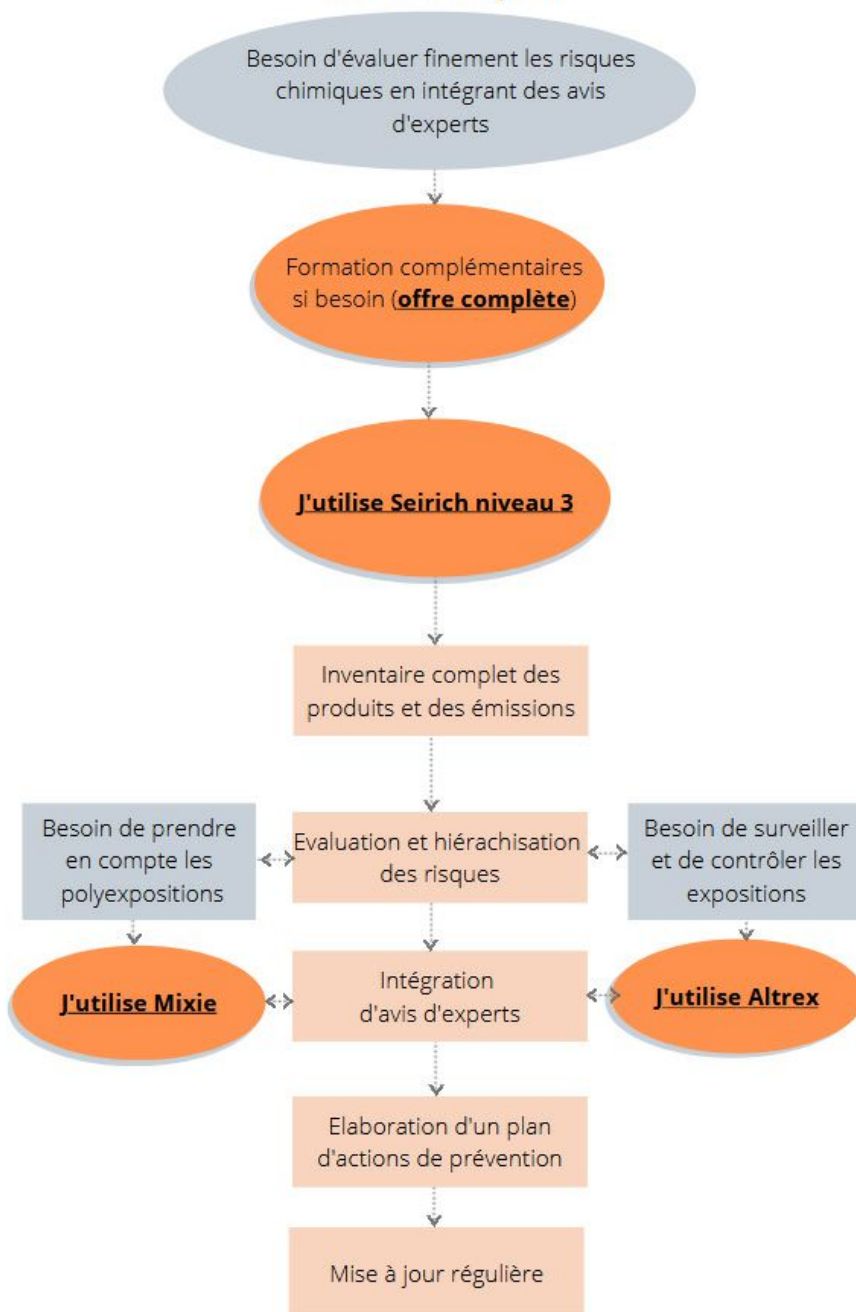 Besoin d'évaluer finement les risques
chimiques en intégrant des avis
d'experts
Formation complémentaires
si besoin (offre complète)
J'utilise Seirich niveau 3
Inventaire complet des
produits et des émissions
Besoin de prendre
en compte les
polyexpositions
Evaluation et hiérachisation
des risques
Besoin de surveiller
et de contrôler les
expositions
J'utilise Mixie
Intégration
d'avis d'experts
J'utilise Altrex
Elaboration d'un plan
d'actions de prévention
Mise à jour régulière